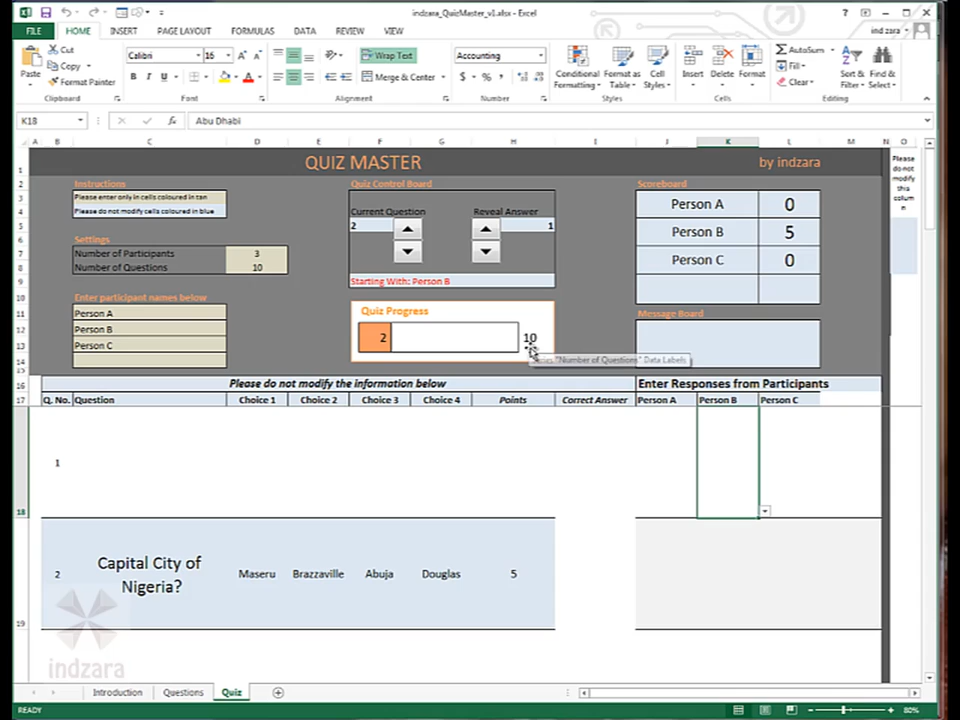 indzara_QuizMaster_v1.xlsx - Excel
FILE HOME INSERT PAGE LAYOUT FORMULAS DATA REVIEW VIEW ind zara
Paste Cut Copy Format Painter
Calibri 16
Wrap Text
Merge & Center
Accounting
Conditional Formatting Format as Table Cell Styles
Insert Delete Format
AutoSum Fill Clear
Sort & Filter Find & Select
Clipboard Font Alignment Number Styles Cells Editing
K18 Abu Dhabi
A B C D E F G H I J K L M O
QUIZ MASTER by indzara
Please do not modify this column
Instructions
Please enter only in cells coloured in tan
Please do not modify cells coloured in blue
Settings
Number of Participants 3
Number of Questions 10
Enter participant names below
Person A
Person B
Person C
Quiz Control Board
Current Question Reveal Answer
2 1
Starting With: Person B
Quiz Progress
2 10
Series "Number of Questions" Data Labels
Scoreboard
Person A 0
Person B 5
Person C 0
Message Board
Please do not modify the information below Enter Responses from Participants
Q. No. Question Choice 1 Choice 2 Choice 3 Choice 4 Points Correct Answer Person A Person B Person C
1
2 Capital City of Nigeria? Maseru Brazzaville Abuja Douglas 5
indzara
Introduction Questions Quiz
READY 80%